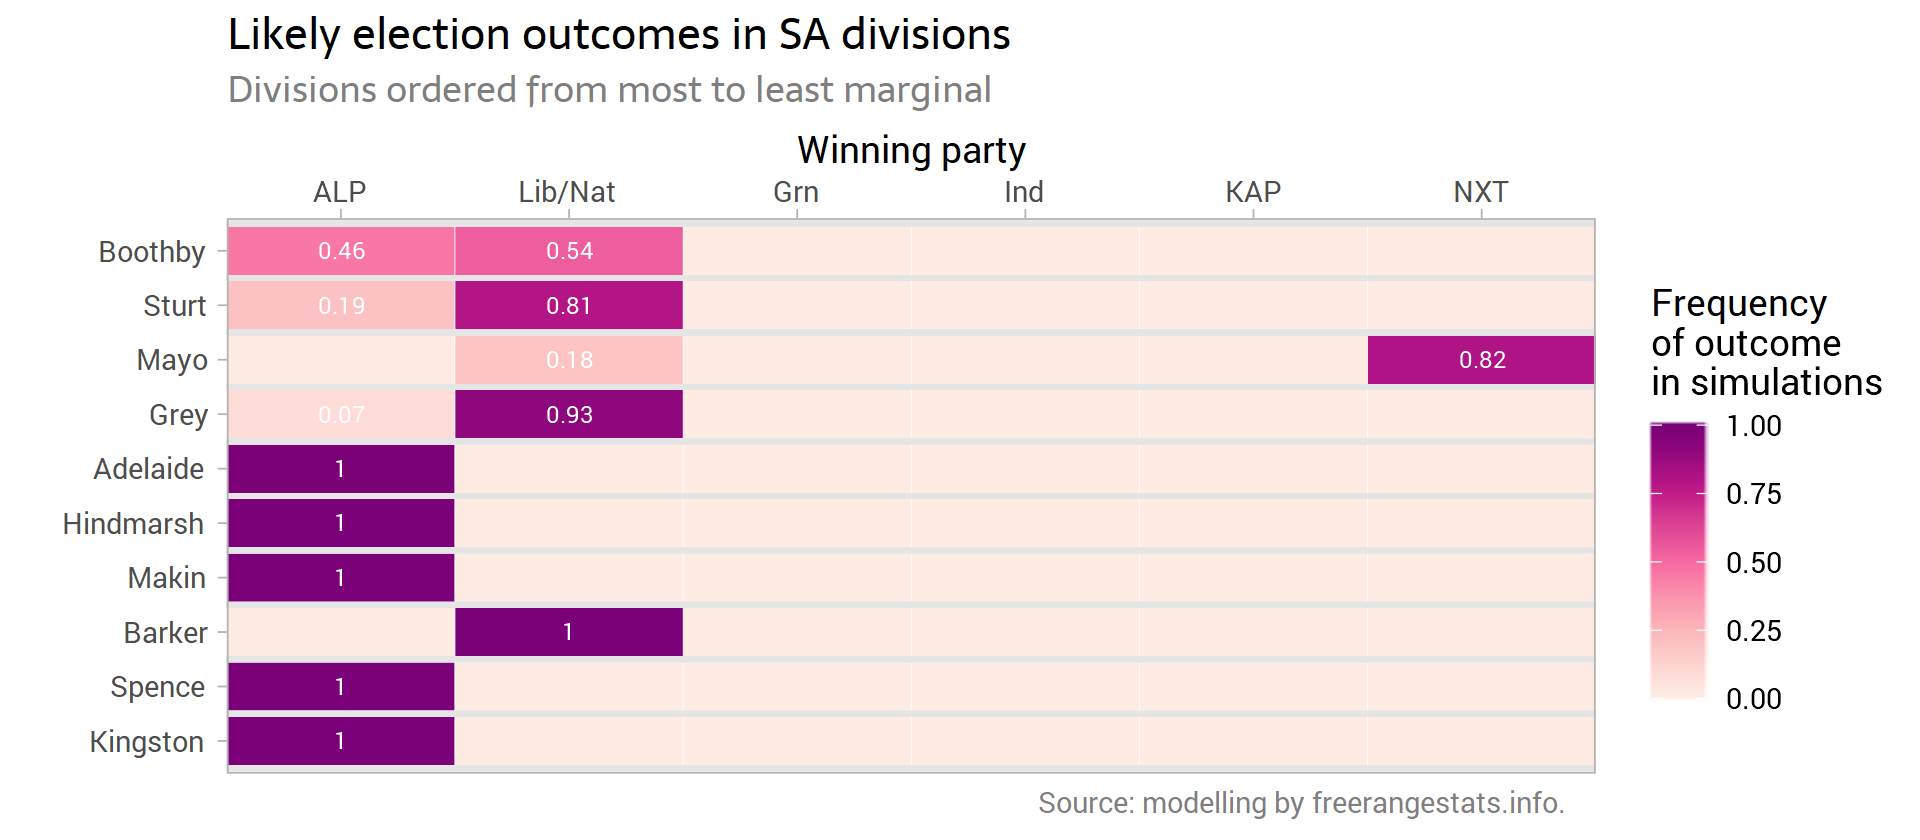 Likely election outcomes in SA divisions
Divisions ordered from most to least marginal
Winning party
ALP Lib/Nat Grn Ind KAP NXT
Boothby 0.46 0.54
Sturt 0.19 0.81
Mayo 0.18 0.82
Grey 0.07 0.93
Adelaide 1
Hindmarsh 1
Makin 1
Barker 1
Spence 1
Kingston 1
Frequency
of outcome
in simulations
1.00
0.75
0.50
0.25
0.00
Source: modelling by freerangestats.info.